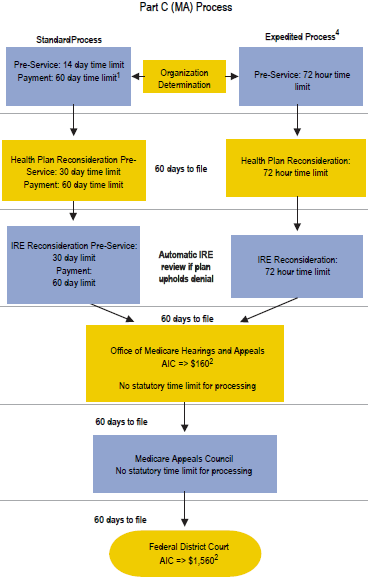 Part C (MA) Process
StandardProcess
Expedited Process4
Pre-Service: 14 day time limit
Payment: 60 day time limit1
Organization
Determination
Pre-Service: 72 hour time
limit
Health Plan Reconsideration Pre-
Service: 30 day time limit
Payment: 60 day time limit
60 days to file
Health Plan Reconsideration:
72 hour time limit
IRE Reconsideration Pre-Service:
30 day limit
Payment:
60 day limit
Automatic IRE
review if plan
upholds denial
IRE Reconsideration:
72 hour time limit
60 days to file
Office of Medicare Hearings and Appeals
AIC => $1602
No statutory time limit for processing
60 days to file
Medicare Appeals Council
No statutory time limit for processing
60 days to file
Federal District Court
AIC => $1,5602